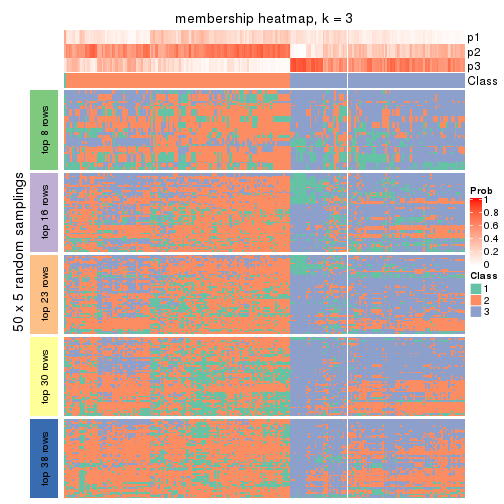 membership heatmap, k = 3
p1
p2
p3
Class
50 x 5 random samplings
top 8 rows
top 16 rows
top 23 rows
top 30 rows
top 38 rows
Prob
1
0.8
0.6
0.4
0.2
0
Class
1
2
3